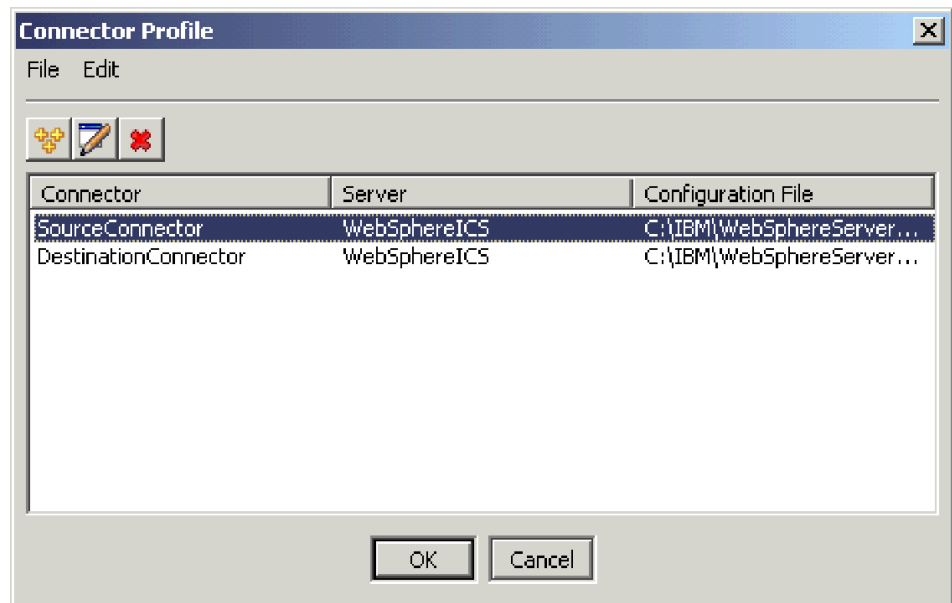 Connector Profile
File Edit
Connector Server Configuration File
SourceConnector WebSphereICS C:\IBM\WebSphereServer...
DestinationConnector WebSphereICS C:\IBM\WebSphereServer...
OK Cancel